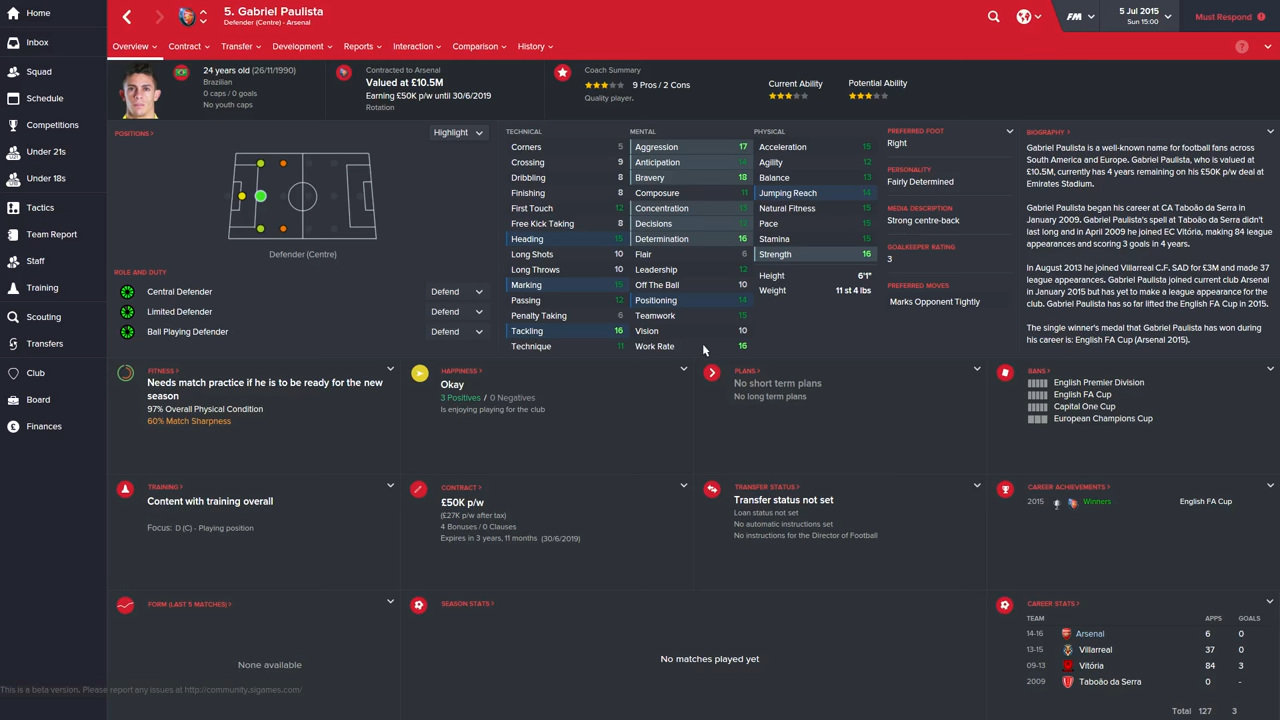 Home
Inbox
Squad
Schedule
Competitions
Under 21s
Under 18s
Tactics
Team Report
Staff
Training
Scouting
Transfers
Club
Board
Finances
5. Gabriel Paulista
Defender (Centre) - Arsenal
FM
5 Jul 2015
Sun 15:00
Must Respond
Overview
Contract
Transfer
Development
Reports
Interaction
Comparison
History
24 years old (26/11/1990)
Brazilian
0 caps / 0 goals
No youth caps
Contracted to Arsenal
Valued at £10.5M
Earning £50K p/w until 30/6/2019
Rotation
Coach Summary
9 Pros / 2 Cons
Quality player.
Current Ability
Potential Ability
POSITIONS >
Highlight
Defender (Centre)
ROLE AND DUTY
Central Defender Defend
Limited Defender Defend
Ball Playing Defender Defend
TECHNICAL
Corners 5
Crossing 9
Dribbling 8
Finishing 8
First Touch 12
Free Kick Taking 8
Heading 15
Long Shots 10
Long Throws 10
Marking 15
Passing 12
Penalty Taking 6
Tackling 16
Technique 11
MENTAL
Aggression 17
Anticipation 14
Bravery 18
Composure 11
Concentration 13
Decisions
Determination 16
Flair 6
Leadership 12
Off The Ball 10
Positioning 14
Teamwork 15
Vision 10
Work Rate 16
PHYSICAL
Acceleration 15
Agility 12
Balance 13
Jumping Reach 14
Natural Fitness 15
Pace 15
Stamina 15
Strength 16
Height 6'1"
Weight 11 st 4 lbs
PREFERRED FOOT
Right
PERSONALITY
Fairly Determined
MEDIA DESCRIPTION
Strong centre-back
GOALKEEPER RATING
3
PREFERRED MOVES
Marks Opponent Tightly
BIOGRAPHY >
Gabriel Paulista is a well-known name for football fans across
South America and Europe. Gabriel Paulista, who is valued at
£10.5M, currently has 4 years remaining on his £50K p/w deal at
Emirates Stadium.
Gabriel Paulista began his career at CA Taboão da Serra in
January 2009. Gabriel Paulista's spell at Taboão da Serra didn't
last long and in April 2009 he joined EC Vitória, making 84 league
appearances and scoring 3 goals in 4 years.
In August 2013 he joined Villarreal C.F. SAD for £3M and made 37
league appearances. Gabriel Paulista joined current club Arsenal
in January 2015 but has yet to make a league appearance for the
club. Gabriel Paulista has so far lifted the English FA Cup in 2015.
The single winner's medal that Gabriel Paulista has won during
his career is: English FA Cup (Arsenal 2015).
FITNESS >
Needs match practice if he is to be ready for the new
season
97% Overall Physical Condition
60% Match Sharpness
HAPPINESS >
Okay
3 Positives / 0 Negatives
Is enjoying playing for the club
PLANS >
No short term plans
No long term plans
BANS >
English Premier Division
English FA Cup
Capital One Cup
European Champions Cup
TRAINING >
Content with training overall
Focus: D (C) - Playing position
CONTRACT >
£50K p/w
(£27K p/w after tax)
4 Bonuses / 0 Clauses
Expires in 3 years, 11 months (30/6/2019)
TRANSFER STATUS >
Transfer status not set
Loan status not set
No automatic instructions set
No instructions for the Director of Football
CAREER ACHIEVEMENTS >
2015 Winners English FA Cup
FORM (LAST 5 MATCHES) >
None available
SEASON STATS >
No matches played yet
CAREER STATS >
TEAM APPS GOALS
14-16 Arsenal 6 0
13-15 Villarreal 37 0
09-13 Vitória 84 3
2009 Taboão da Serra 0 -
Total 127 3
This is a beta version. Please report any issues at http://community.sigames.com/